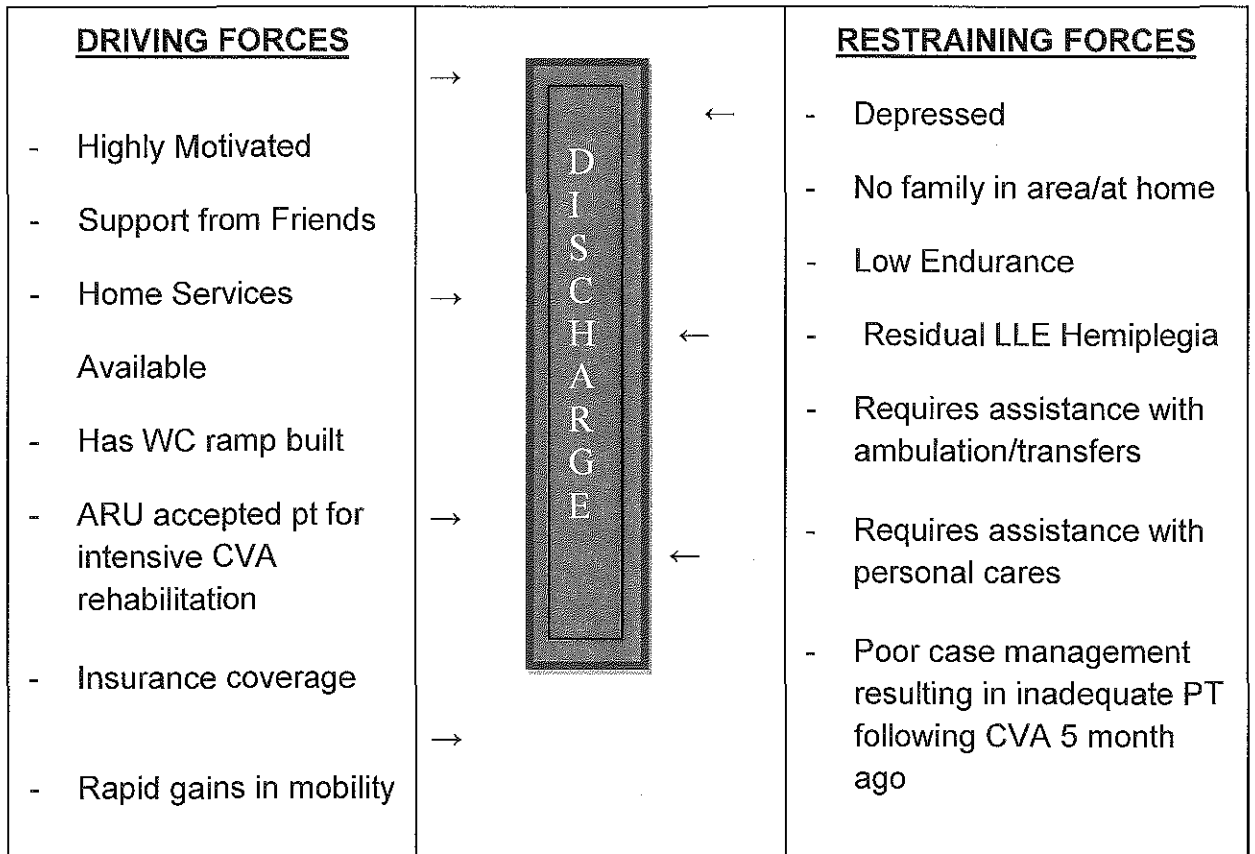 DRIVING FORCES
- Highly Motivated
- Support from Friends
- Home Services
Available
- Has WC ramp built
- ARU accepted pt for
intensive CVA
rehabilitation
- Insurance coverage
- Rapid gains in mobility
→
→
→
→
DISCHARGE
←
←
←
RESTRAINING FORCES
- Depressed
- No family in area/at home
- Low Endurance
- Residual LLE Hemiplegia
- Requires assistance with
ambulation/transfers
- Requires assistance with
personal cares
- Poor case management
resulting in inadequate PT
following CVA 5 month
ago